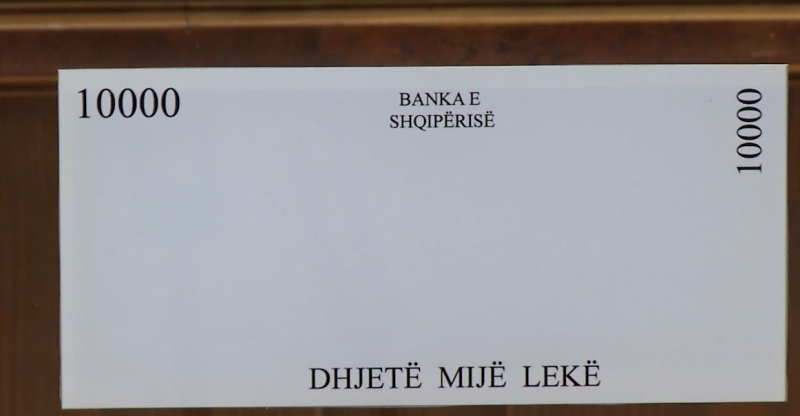 10000
BANKA E
SHQIPËRISË
10000
DHJETË MIJË LEKË